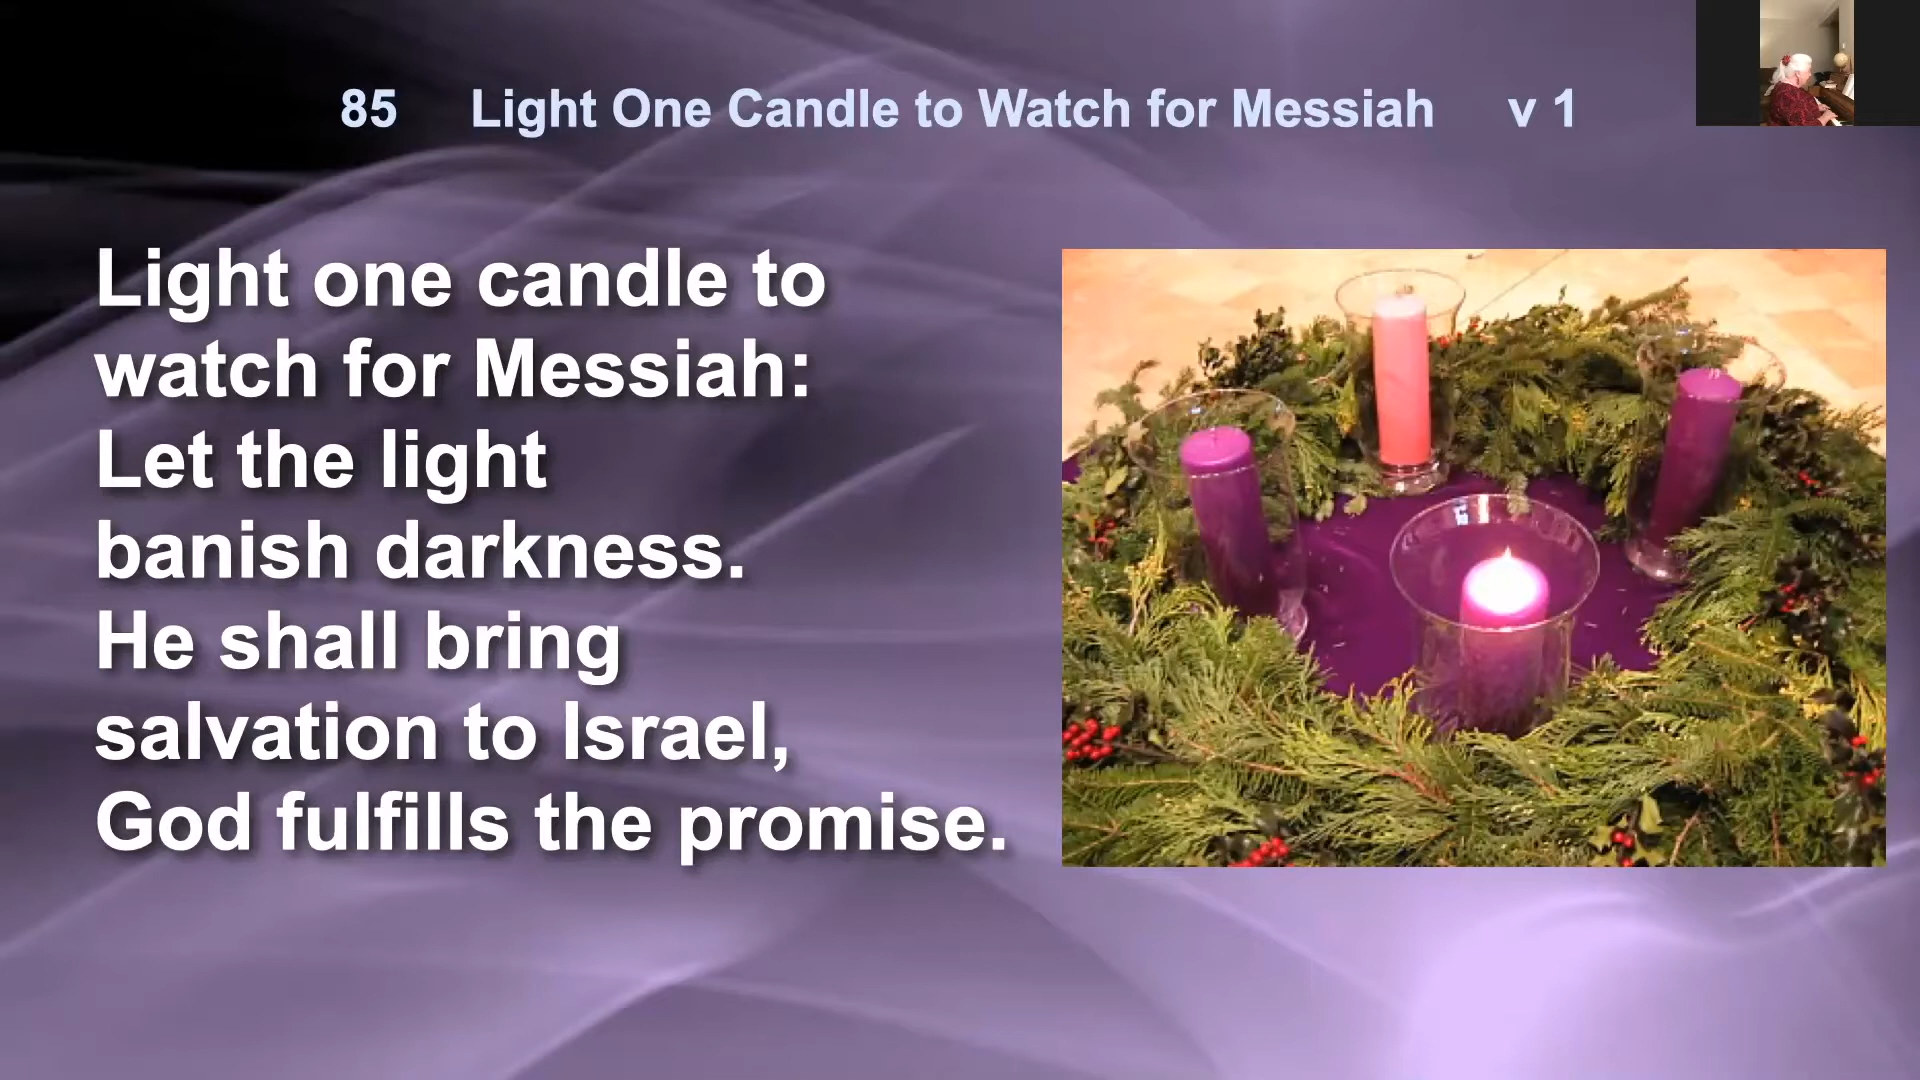 85 Light One Candle to Watch for Messiah v 1
Light one candle to
watch for Messiah:
Let the light
banish darkness.
He shall bring
salvation to Israel,
God fulfills the promise.